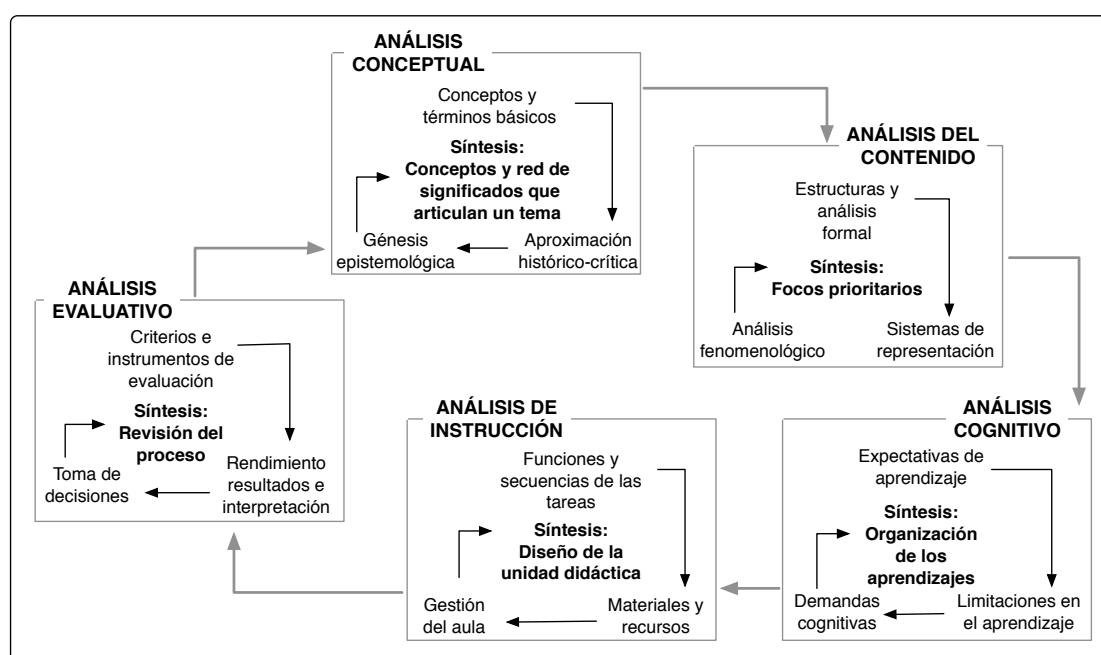 ANÁLISIS
CONCEPTUAL
Conceptos y
términos básicos
Síntesis:
Conceptos y red de
significados que
articulan un tema
Génesis
epistemológica
Aproximación
histórico-crítica
ANÁLISIS DEL
CONTENIDO
Estructuras y
análisis
formal
Síntesis:
Focos prioritarios
Análisis
fenomenológico
Sistemas de
representación
ANÁLISIS
EVALUATIVO
Criterios e
instrumentos de
evaluación
Síntesis:
Revisión del
proceso
Toma de
decisiones
Rendimiento
resultados e
interpretación
ANÁLISIS DE
INSTRUCCIÓN
Funciones y
secuencias de las
tareas
Síntesis:
Diseño de la
unidad didáctica
Gestión
del aula
Materiales y
recursos
ANÁLISIS
COGNITIVO
Expectativas de
aprendizaje
Síntesis:
Organización
de los
aprendizajes
Demandas
cognitivas
Limitaciones en
el aprendizaje